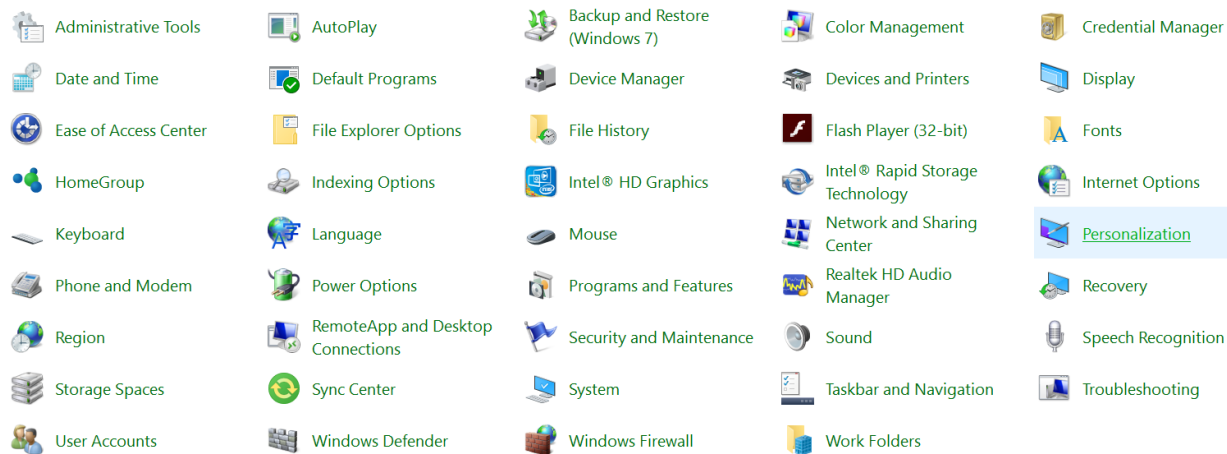 Administrative Tools
AutoPlay
Backup and Restore
(Windows 7)
Color Management
Credential Manager
Date and Time
Default Programs
Device Manager
Devices and Printers
Display
Ease of Access Center
File Explorer Options
File History
Flash Player (32-bit)
Fonts
HomeGroup
Indexing Options
Intel® HD Graphics
Intel® Rapid Storage
Technology
Internet Options
Keyboard
Language
Mouse
Network and Sharing
Center
Personalization
Phone and Modem
Power Options
Programs and Features
Realtek HD Audio
Manager
Recovery
Region
RemoteApp and Desktop
Connections
Security and Maintenance
Sound
Speech Recognition
Storage Spaces
Sync Center
System
Taskbar and Navigation
Troubleshooting
User Accounts
Windows Defender
Windows Firewall
Work Folders